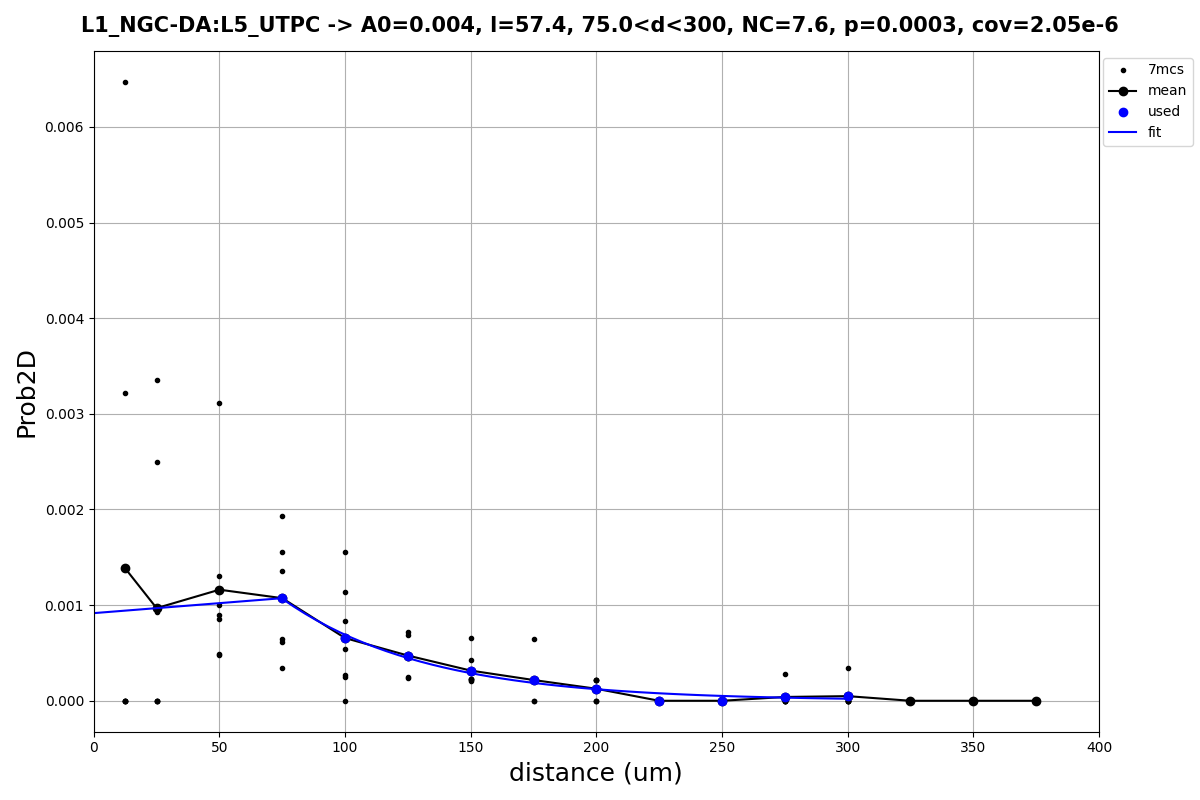 L1_NGC-DA:L5_UTPC -> A0=0.004, l=57.4, 75.0<d<300, NC=7.6, p=0.0003, cov=2.05e-6
7mcs
mean
used
fit
0.006
0.005
0.004
0.003
0.002
0.001
0.000
Prob2D
0 50 100 150 200 250 300 350 400
distance (um)